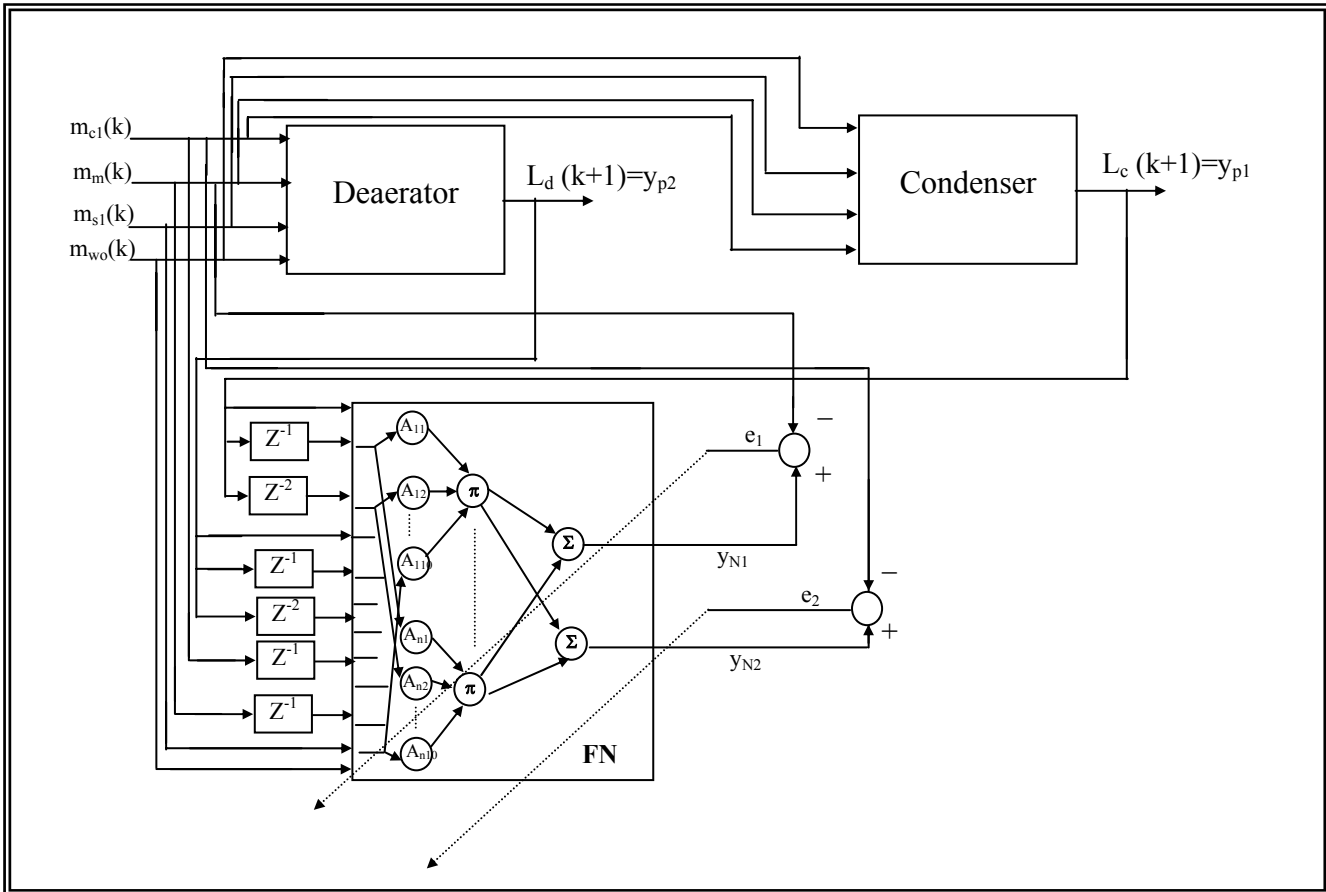 m_c1(k)
m_m(k)
m_s1(k)
m_wo(k)
Deaerator
L_d (k+1)=y_p2
Condenser
L_c (k+1)=y_p1
Z^-1
Z^-2
Z^-1
Z^-2
Z^-1
Z^-1
A_11
A_12
A_110
A_n1
A_n2
A_n10
π
π
Σ
Σ
FN
y_N1
y_N2
e_1
e_2
−
+
−
+